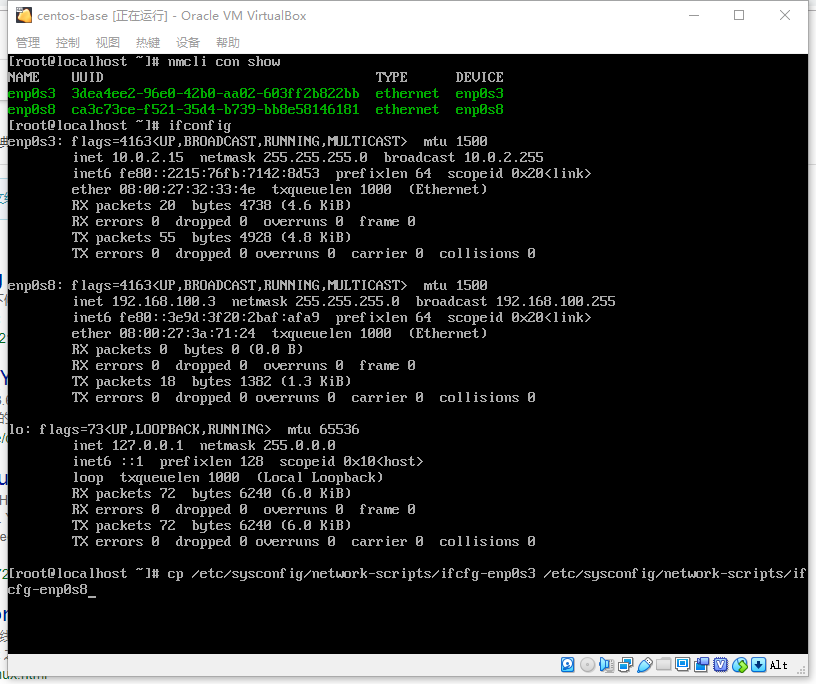 centos-base [正在运行] - Oracle VM VirtualBox
管理 控制 视图 热键 设备 帮助
[root@localhost ~]# nmcli con show
NAME UUID TYPE DEVICE
enp0s3 3dea4ee2-96e0-42b0-aa02-603ff2b822bb ethernet enp0s3
enp0s8 ca3c73ce-f521-35d4-b739-bb8e58146181 ethernet enp0s8
[root@localhost ~]# ifconfig
enp0s3: flags=4163<UP,BROADCAST,RUNNING,MULTICAST> mtu 1500
inet 10.0.2.15 netmask 255.255.255.0 broadcast 10.0.2.255
inet6 fe80::2215:76fb:7142:8d53 prefixlen 64 scopeid 0x20<link>
ether 08:00:27:32:33:4e txqueuelen 1000 (Ethernet)
RX packets 20 bytes 4738 (4.6 KiB)
RX errors 0 dropped 0 overruns 0 frame 0
TX packets 55 bytes 4928 (4.8 KiB)
TX errors 0 dropped 0 overruns 0 carrier 0 collisions 0
enp0s8: flags=4163<UP,BROADCAST,RUNNING,MULTICAST> mtu 1500
inet 192.168.100.3 netmask 255.255.255.0 broadcast 192.168.100.255
inet6 fe80::3e9d:3f20:2baf:afa9 prefixlen 64 scopeid 0x20<link>
ether 08:00:27:3a:71:24 txqueuelen 1000 (Ethernet)
RX packets 0 bytes 0 (0.0 B)
RX errors 0 dropped 0 overruns 0 frame 0
TX packets 18 bytes 1382 (1.3 KiB)
TX errors 0 dropped 0 overruns 0 carrier 0 collisions 0
lo: flags=73<UP,LOOPBACK,RUNNING> mtu 65536
inet 127.0.0.1 netmask 255.0.0.0
inet6 ::1 prefixlen 128 scopeid 0x10<host>
loop txqueuelen 1000 (Local Loopback)
RX packets 72 bytes 6240 (6.0 KiB)
RX errors 0 dropped 0 overruns 0 frame 0
TX packets 72 bytes 6240 (6.0 KiB)
TX errors 0 dropped 0 overruns 0 carrier 0 collisions 0
[root@localhost ~]# cp /etc/sysconfig/network-scripts/ifcfg-enp0s3 /etc/sysconfig/network-scripts/if
cfg-enp0s8_
Alt